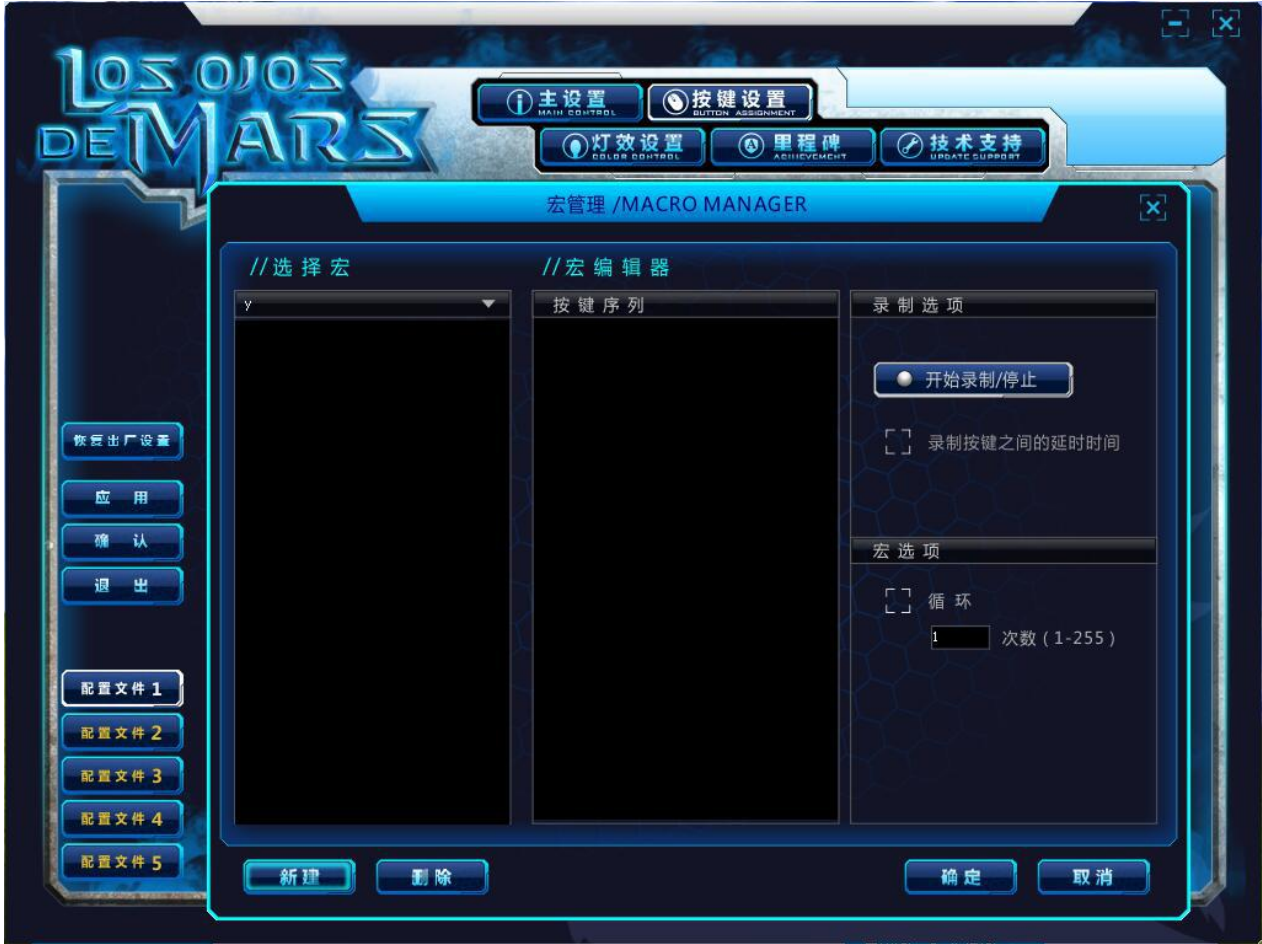 LOS OJOS
DE MARS
主设置
MAIN CONTROL
按键设置
BUTTON ASSIGNMENT
灯效设置
COLOR CONTROL
里程碑
ACHIEVEMENT
技术支持
UPDATE SUPPORT
宏管理 /MACRO MANAGER
//选择宏
//宏编辑器
y
按键序列
录制选项
开始录制/停止
录制按键之间的延时时间
宏选项
循环
1
次数 ( 1-255 )
恢复出厂设置
应用
确认
退出
配置文件 1
配置文件 2
配置文件 3
配置文件 4
配置文件 5
新建
删除
确定
取消